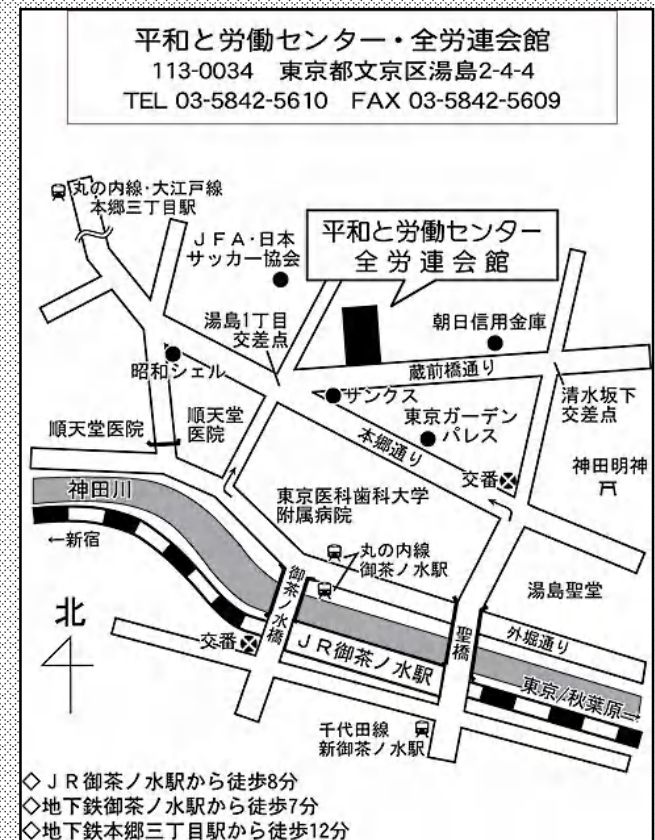 平和と労働センター・全労連会館
113-0034　東京都文京区湯島2-4-4
TEL 03-5842-5610　FAX 03-5842-5609
丸の内線・大江戸線
本郷三丁目駅
ＪＦＡ・日本
サッカー協会
平和と労働センター
全労連会館
湯島1丁目
交差点
朝日信用金庫
昭和シェル
蔵前橋通り
サンクス
清水坂下
交差点
順天堂医院
順天堂
医院
東京ガーデン
パレス
本郷通り
交番
神田明神
神田川
東京医科歯科大学
附属病院
←新宿
丸の内線
御茶ノ水駅
湯島聖堂
御茶ノ水橋
聖橋
外堀通り
北
交番
ＪＲ御茶ノ水駅
東京/秋葉原→
千代田線
新御茶ノ水駅
◇ＪＲ御茶ノ水駅から徒歩8分
◇地下鉄御茶ノ水駅から徒歩7分
◇地下鉄本郷三丁目駅から徒歩12分